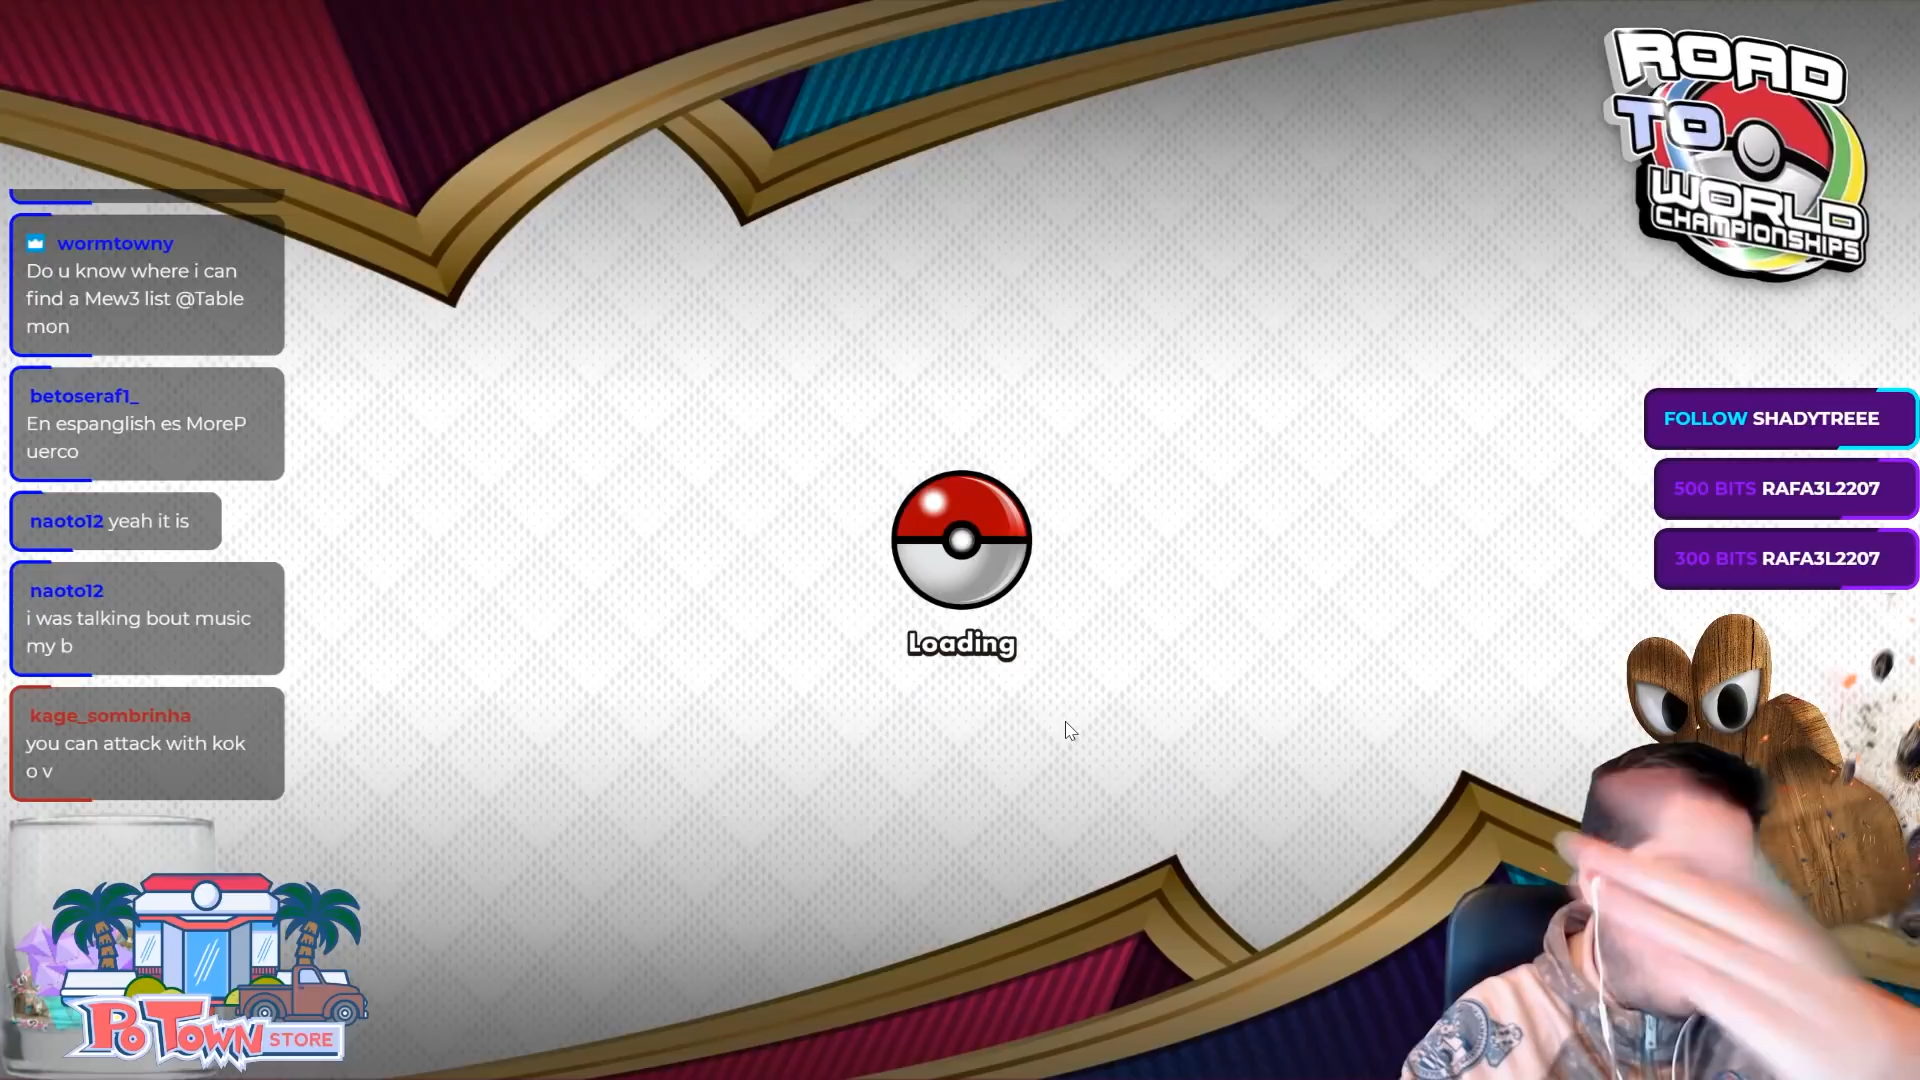 wormtowny
Do u know where i can
find a Mew3 list @Table
mon
betoseraf1_
En espanglish es MoreP
uerco
naoto12 yeah it is
naoto12
i was talking bout music
my b
kage_sombrinha
you can attack with kok
o v
Loading
ROAD
TO
WORLD
CHAMPIONSHIPS
FOLLOW SHADYTREEE
500 BITS RAFA3L2207
300 BITS RAFA3L2207
POTOWN
STORE